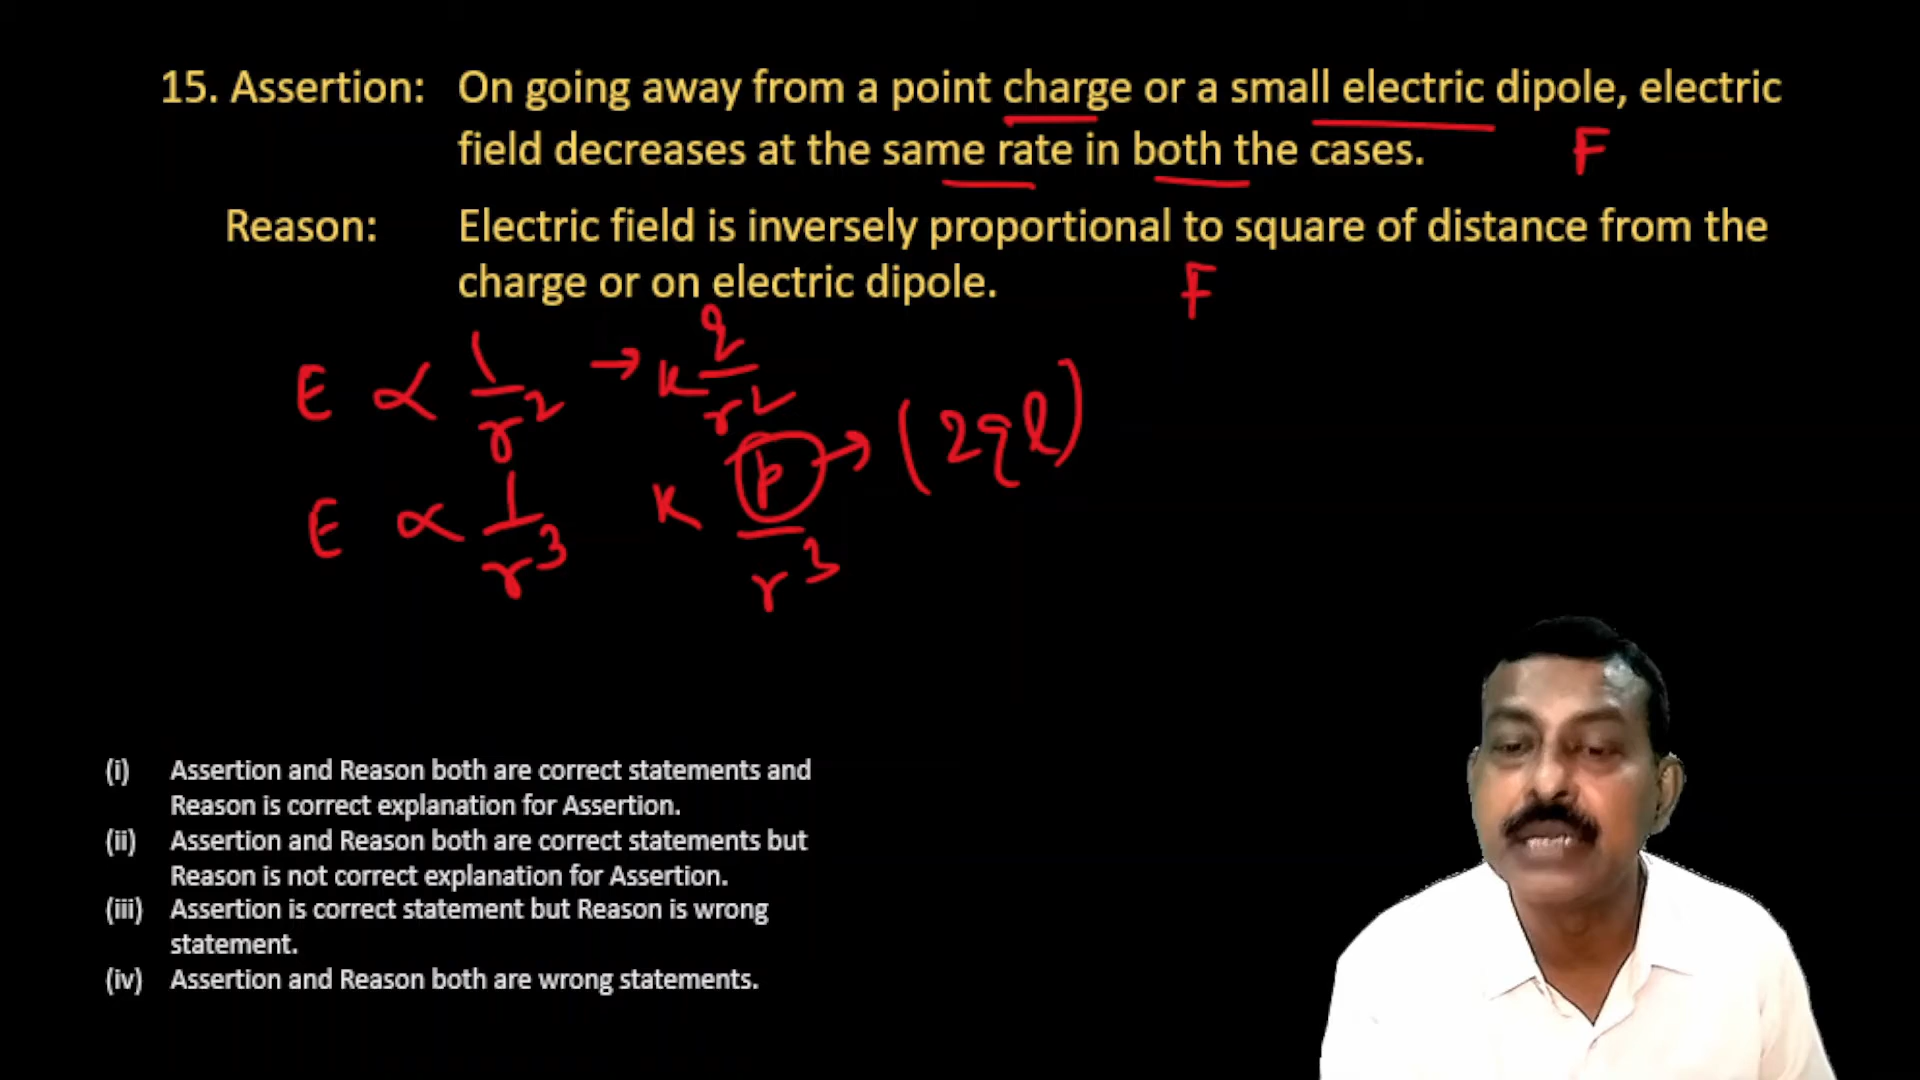 15. Assertion: On going away from a point charge or a small electric dipole, electric
field decreases at the same rate in both the cases. F
Reason: Electric field is inversely proportional to square of distance from the
charge or on electric dipole. F
E ∝ 1/r² → K q/r²
E ∝ 1/r³ K p/r³ → (2ql)
(i) Assertion and Reason both are correct statements and
Reason is correct explanation for Assertion.
(ii) Assertion and Reason both are correct statements but
Reason is not correct explanation for Assertion.
(iii) Assertion is correct statement but Reason is wrong
statement.
(iv) Assertion and Reason both are wrong statements.